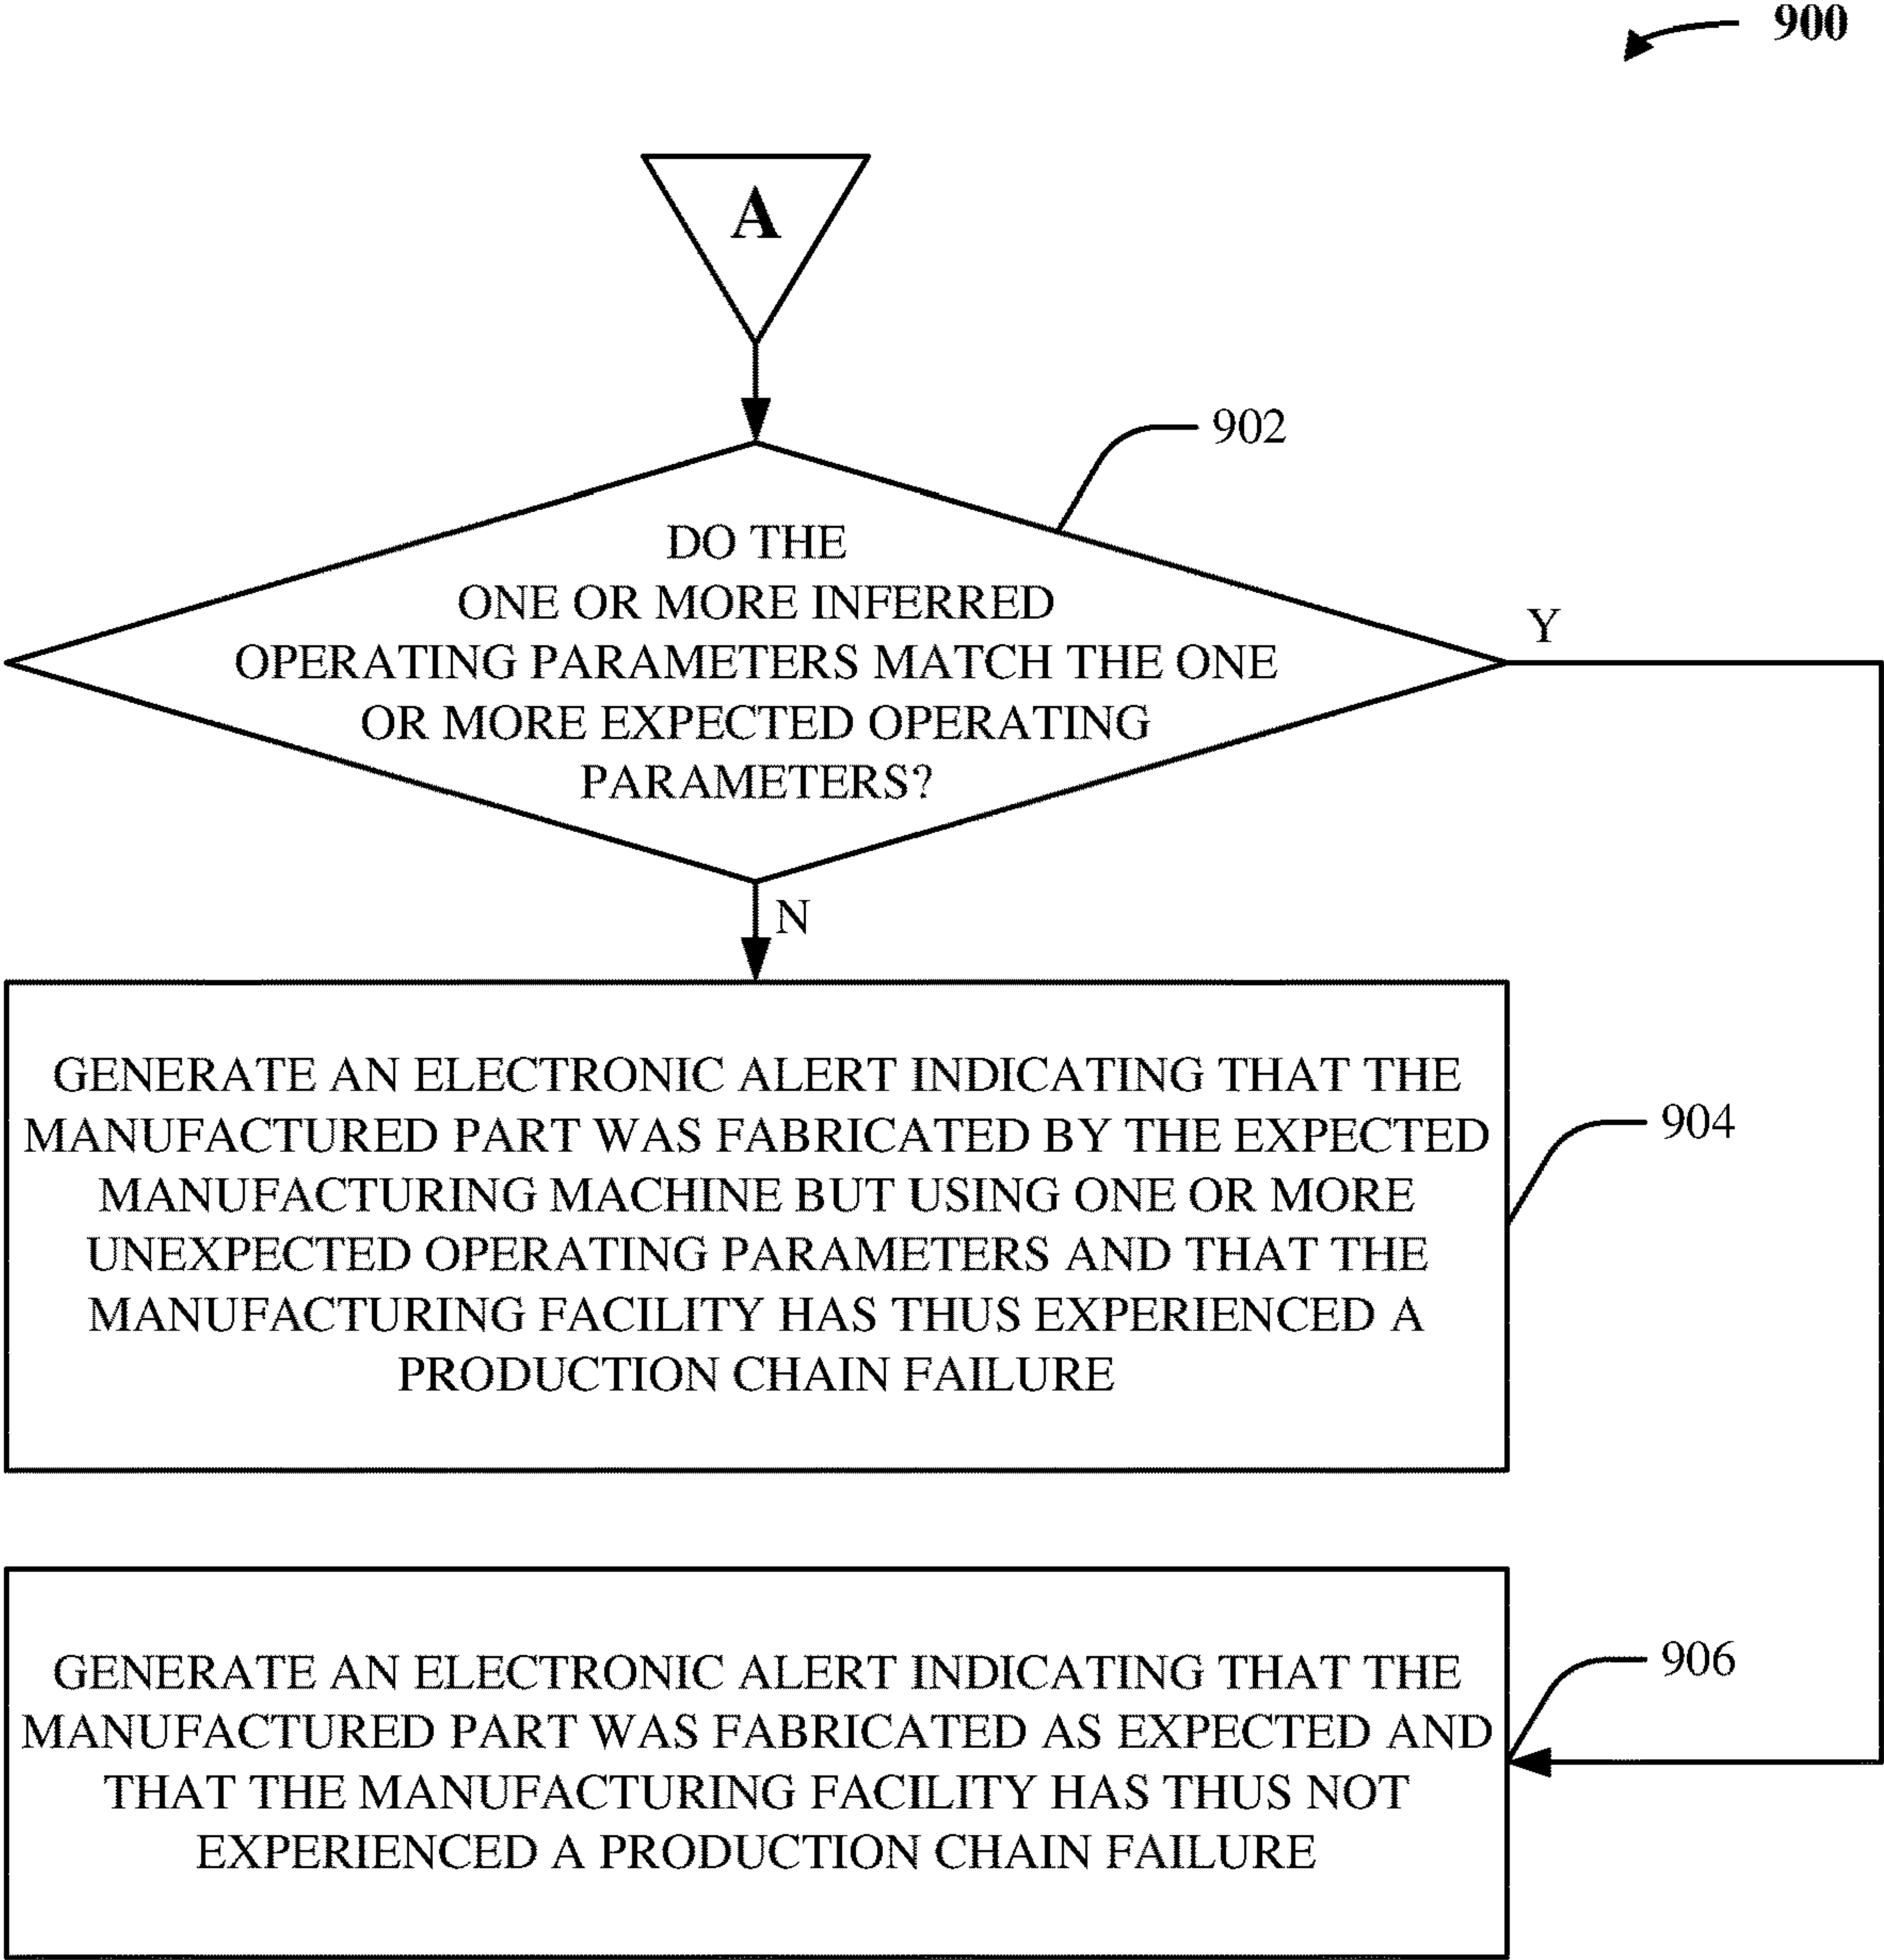 900
A
902
DO THE
ONE OR MORE INFERRED
OPERATING PARAMETERS MATCH THE ONE
OR MORE EXPECTED OPERATING
PARAMETERS?
Y
N
GENERATE AN ELECTRONIC ALERT INDICATING THAT THE
MANUFACTURED PART WAS FABRICATED BY THE EXPECTED
MANUFACTURING MACHINE BUT USING ONE OR MORE
UNEXPECTED OPERATING PARAMETERS AND THAT THE
MANUFACTURING FACILITY HAS THUS EXPERIENCED A
PRODUCTION CHAIN FAILURE
904
GENERATE AN ELECTRONIC ALERT INDICATING THAT THE
MANUFACTURED PART WAS FABRICATED AS EXPECTED AND
THAT THE MANUFACTURING FACILITY HAS THUS NOT
EXPERIENCED A PRODUCTION CHAIN FAILURE
906